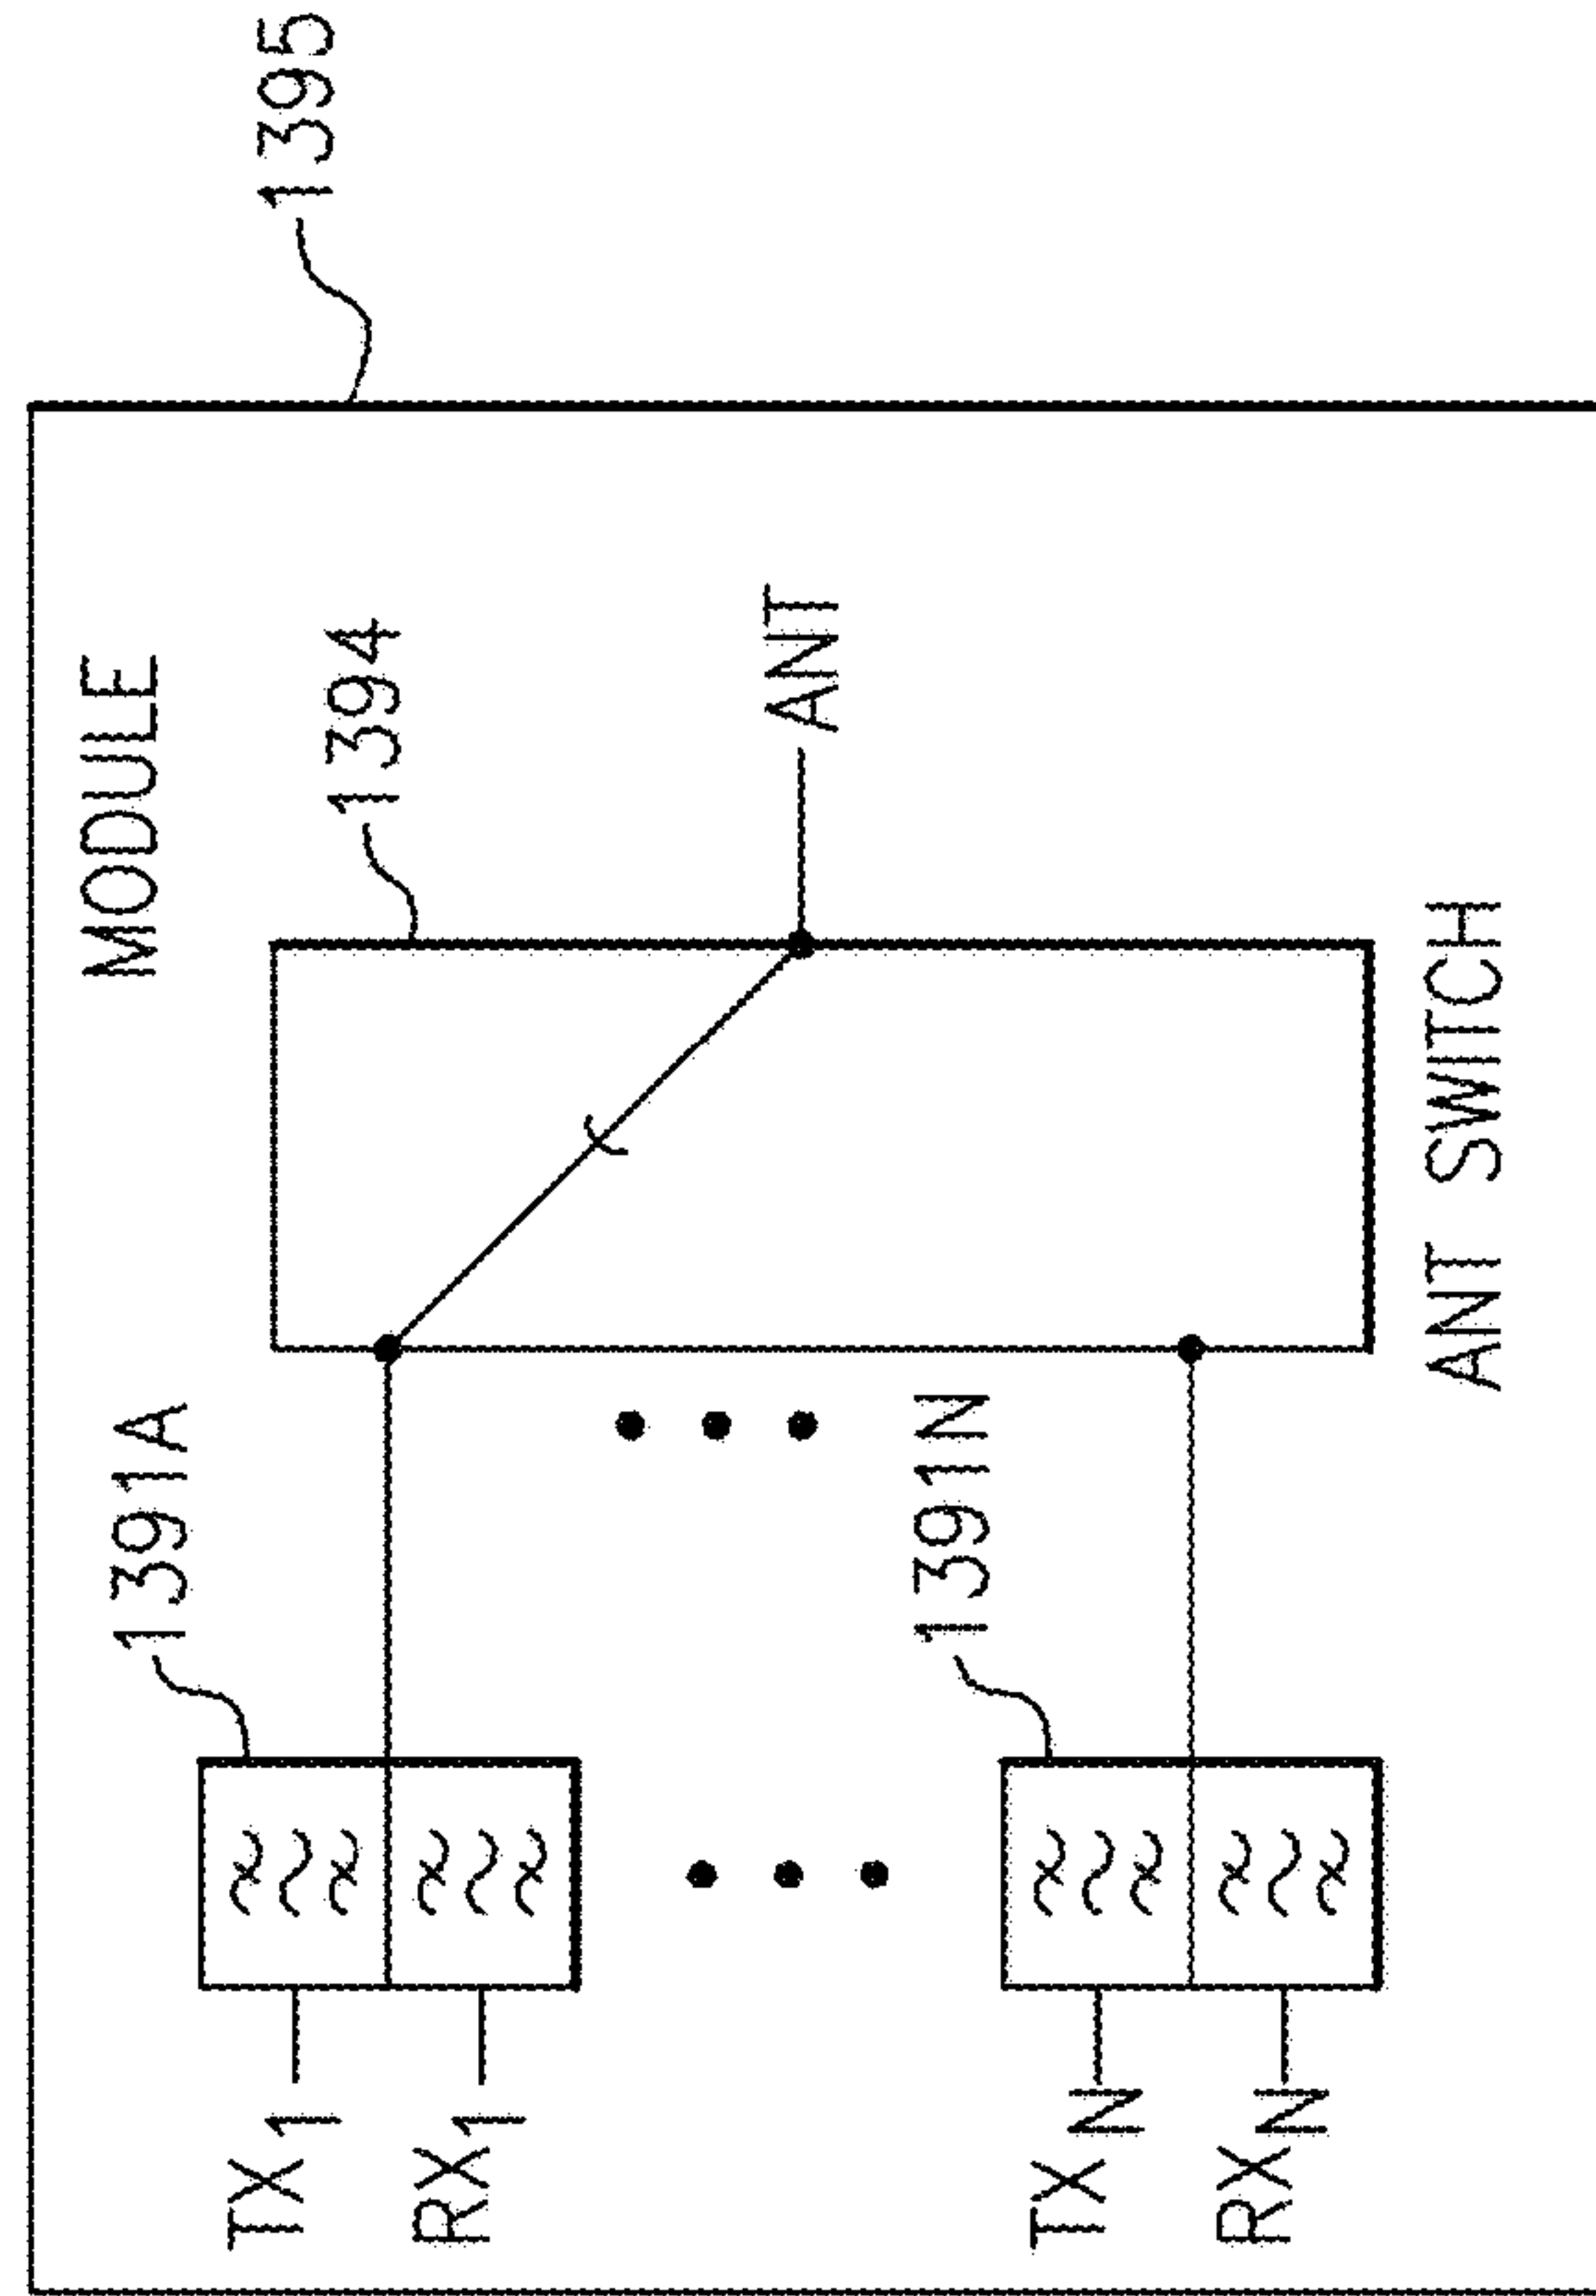 1395
MODULE
1394
1391A
TX1
RX1
ANT
1391N
TXN
RXN
ANT SWITCH